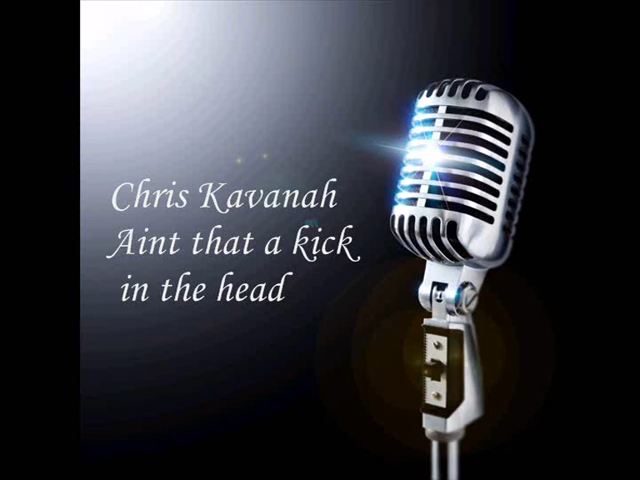 Chris Kavanah
Aint that a kick
in the head